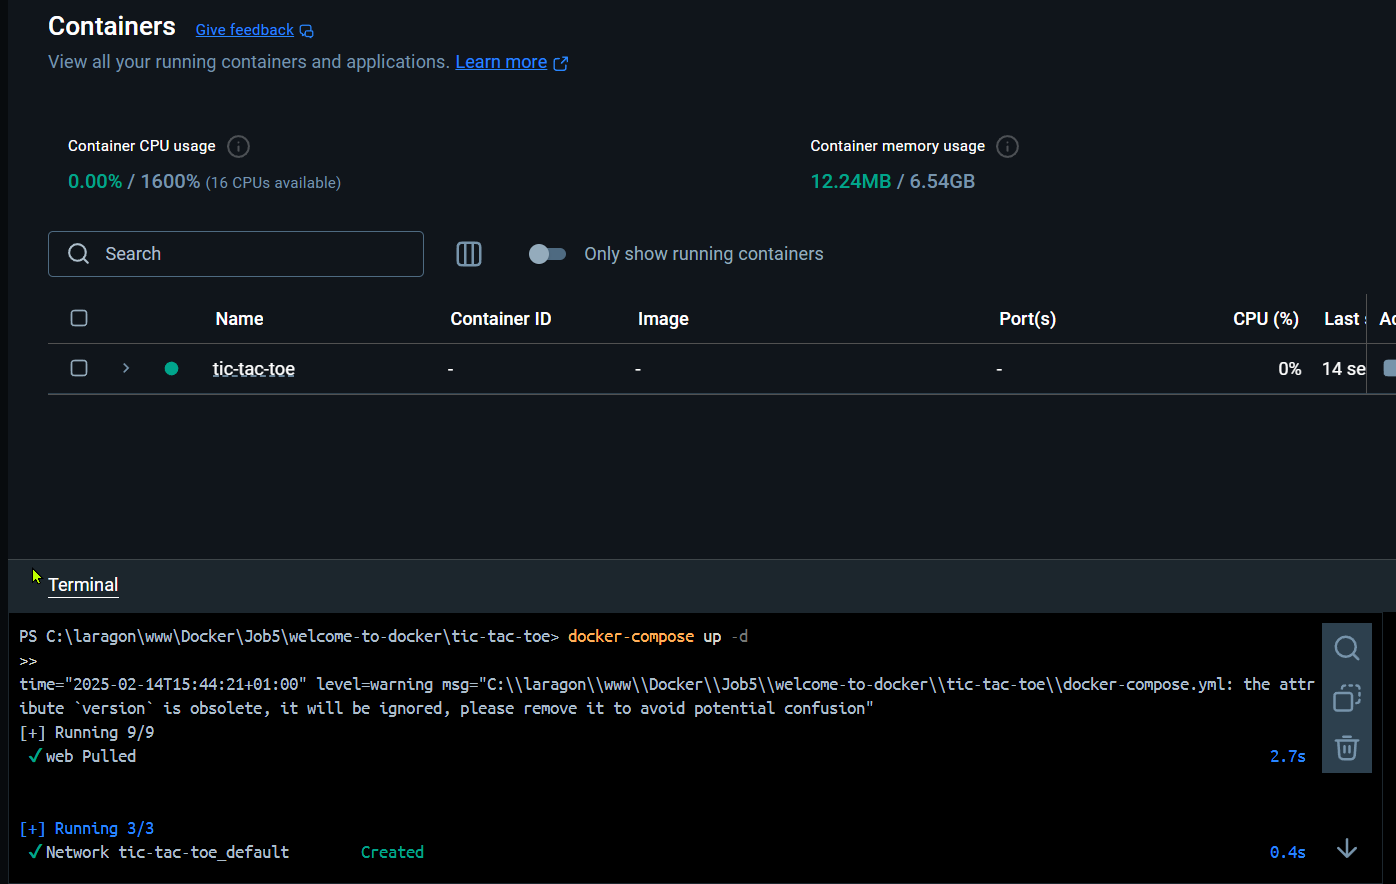 Containers Give feedback
View all your running containers and applications. Learn more
Container CPU usage
Container memory usage
0.00% / 1600% (16 CPUs available)
12.24MB / 6.54GB
Search
Only show running containers
Name Container ID Image Port(s) CPU (%) Last
tic-tac-toe - - - 0% 14 se
Terminal
PS C:\laragon\www\Docker\Job5\welcome-to-docker\tic-tac-toe> docker-compose up -d
>>
time="2025-02-14T15:44:21+01:00" level=warning msg="C:\\laragon\\www\\Docker\\Job5\\welcome-to-docker\\tic-tac-toe\\docker-compose.yml: the attr
ibute `version` is obsolete, it will be ignored, please remove it to avoid potential confusion"
[+] Running 9/9
✓web Pulled 2.7s
[+] Running 3/3
✓Network tic-tac-toe_default Created 0.4s